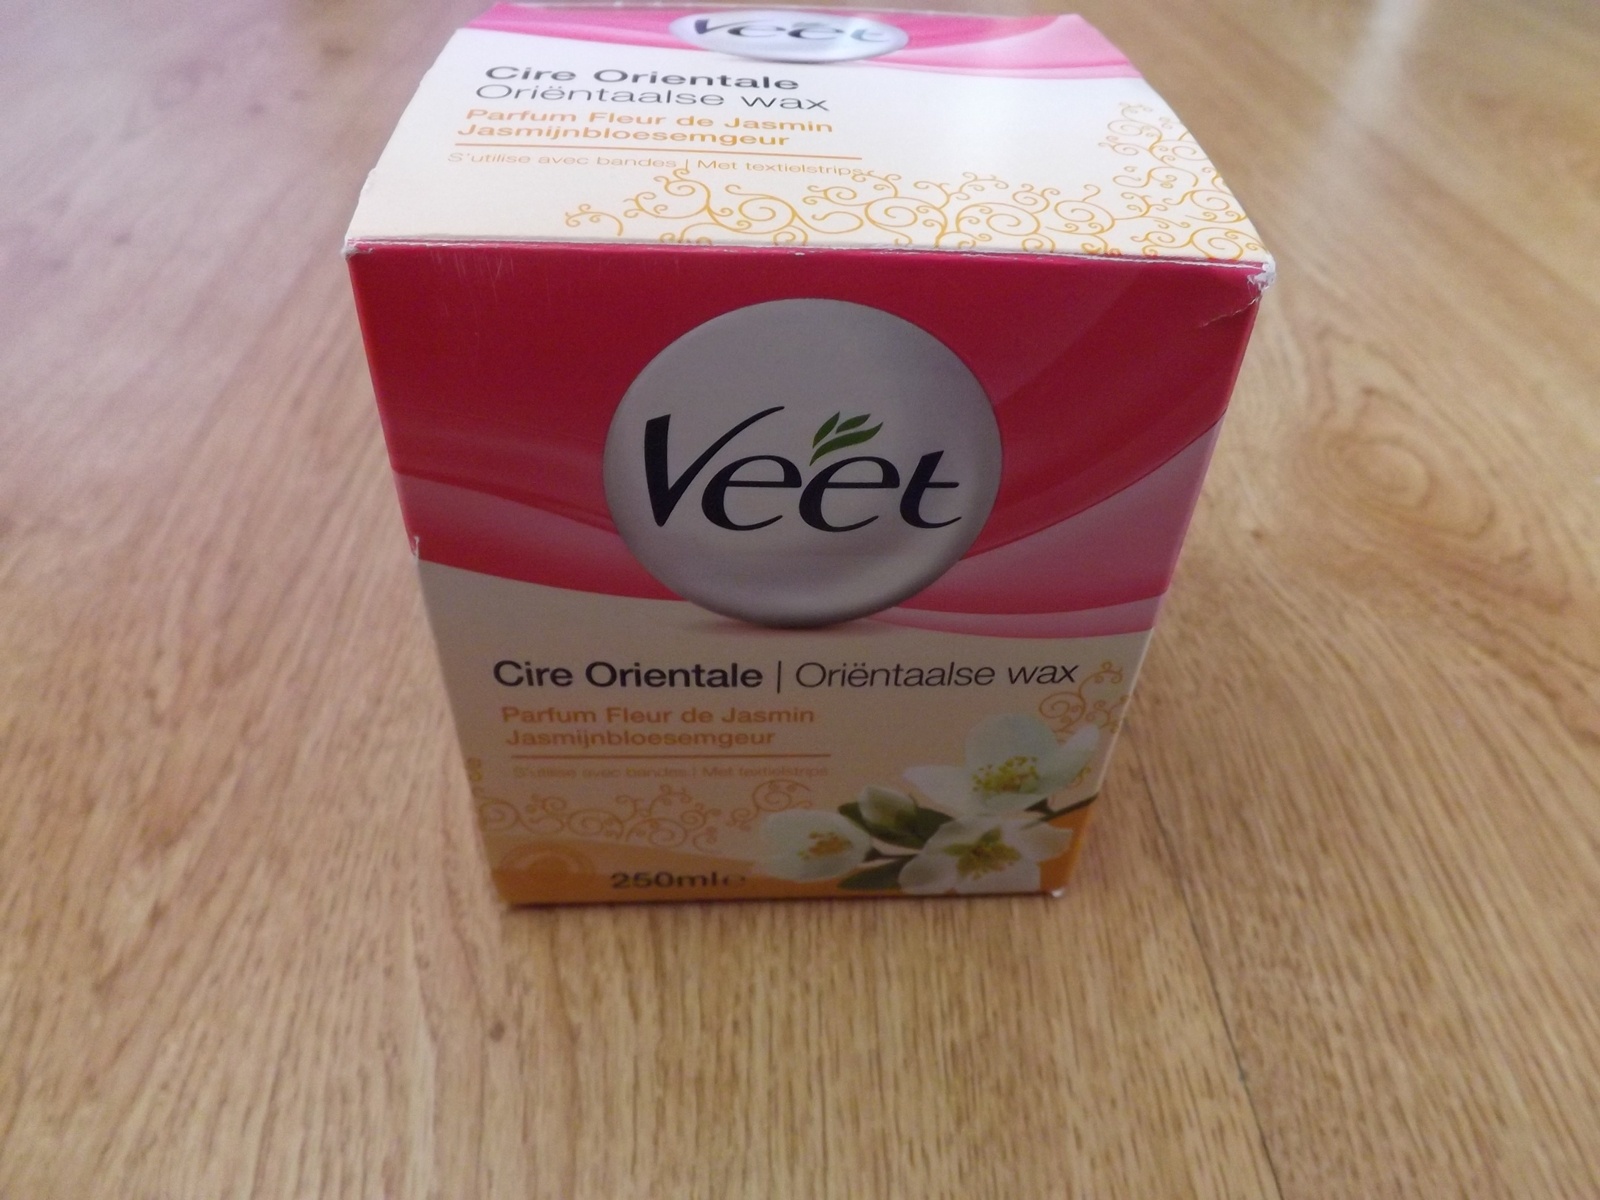 Veet
Cire Orientale
Oriëntaalse wax
Parfum Fleur de Jasmin
Jasmijnbloesemgeur
S'utilise avec bandes | Met textielstrips
Veet
Cire Orientale | Oriëntaalse wax
Parfum Fleur de Jasmin
Jasmijnbloesemgeur
S'utilise avec bandes | Met textielstrips
250ml e